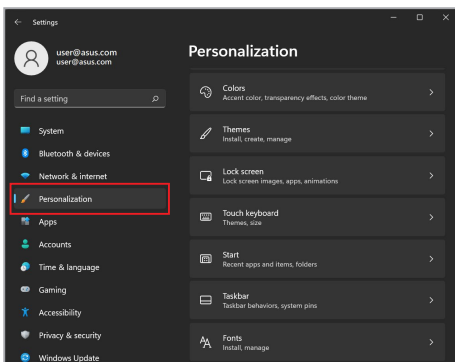 Settings
user@asus.com
user@asus.com
Find a setting
System
Bluetooth & devices
Network & internet
Personalization
Apps
Accounts
Time & language
Gaming
Accessibility
Privacy & security
Windows Update
Personalization
Colors
Accent color, transparency effects, color theme
Themes
Install, create, manage
Lock screen
Lock screen images, apps, animations
Touch keyboard
Themes, size
Start
Recent apps and items, folders
Taskbar
Taskbar behaviors, system pins
Fonts
Install, manage